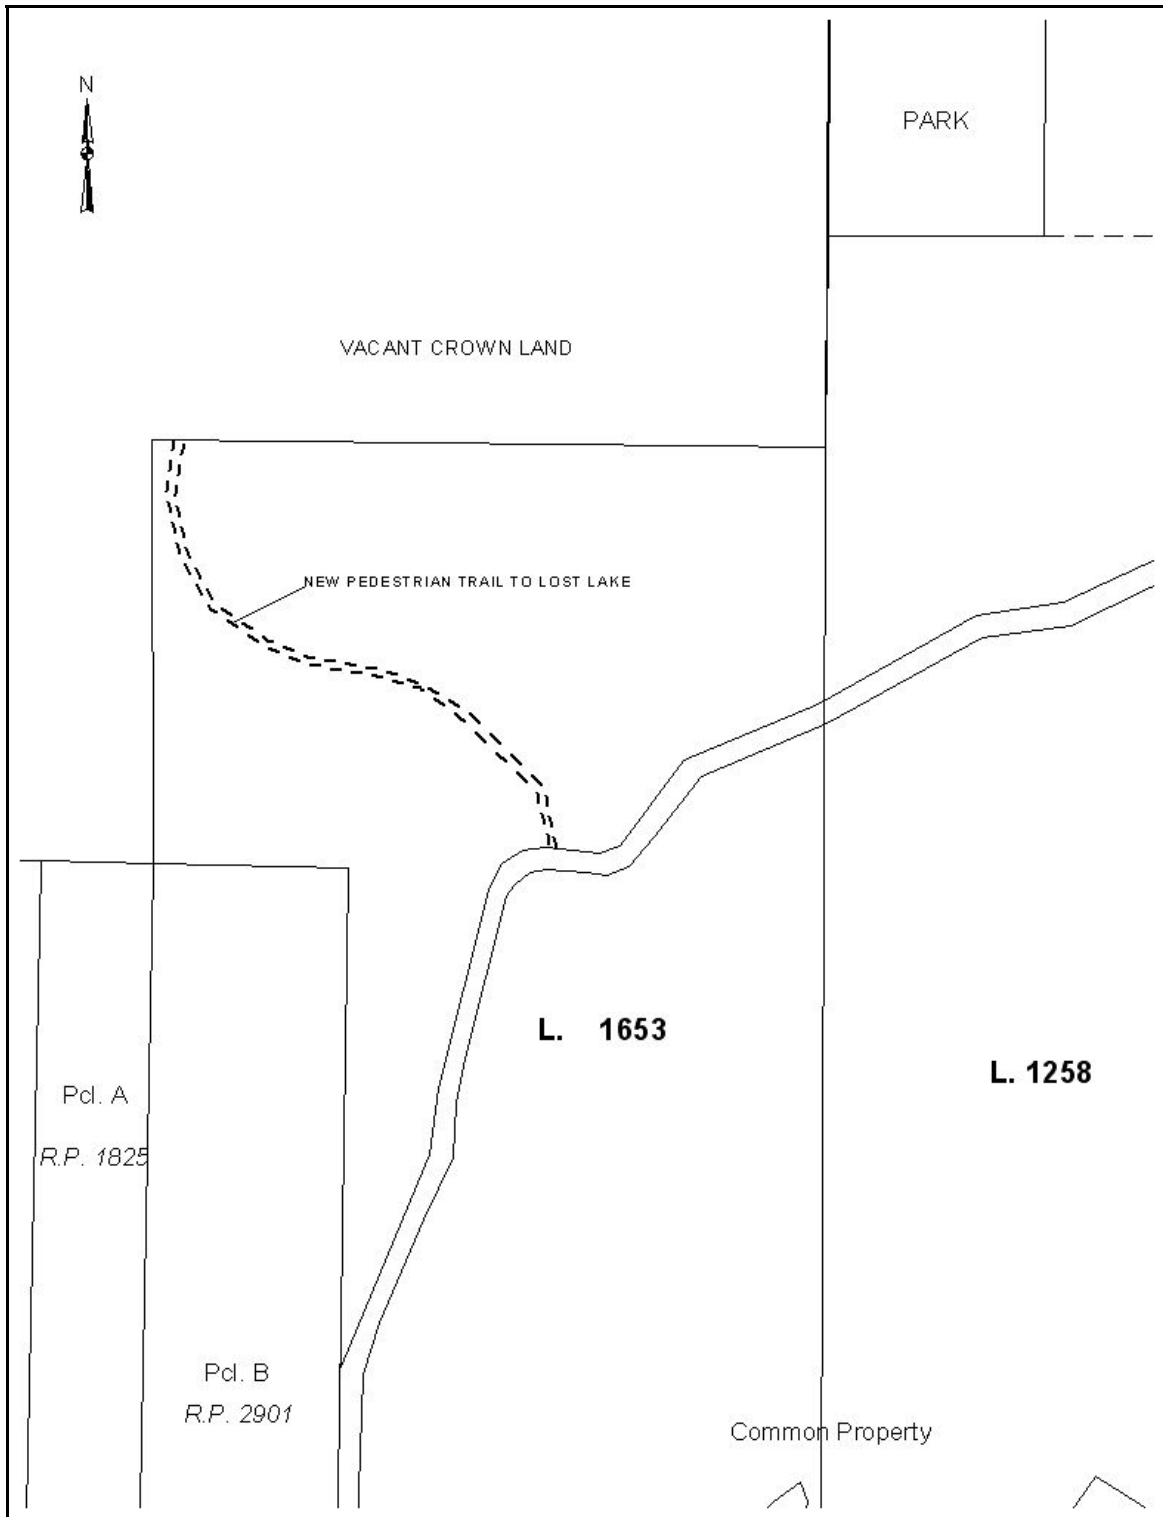 N
PARK
VACANT CROWN LAND
NEW PEDESTRIAN TRAIL TO LOST LAKE
L. 1653
L. 1258
Pcl. A
R.P. 1825
Pcl. B
R.P. 2901
Common Property